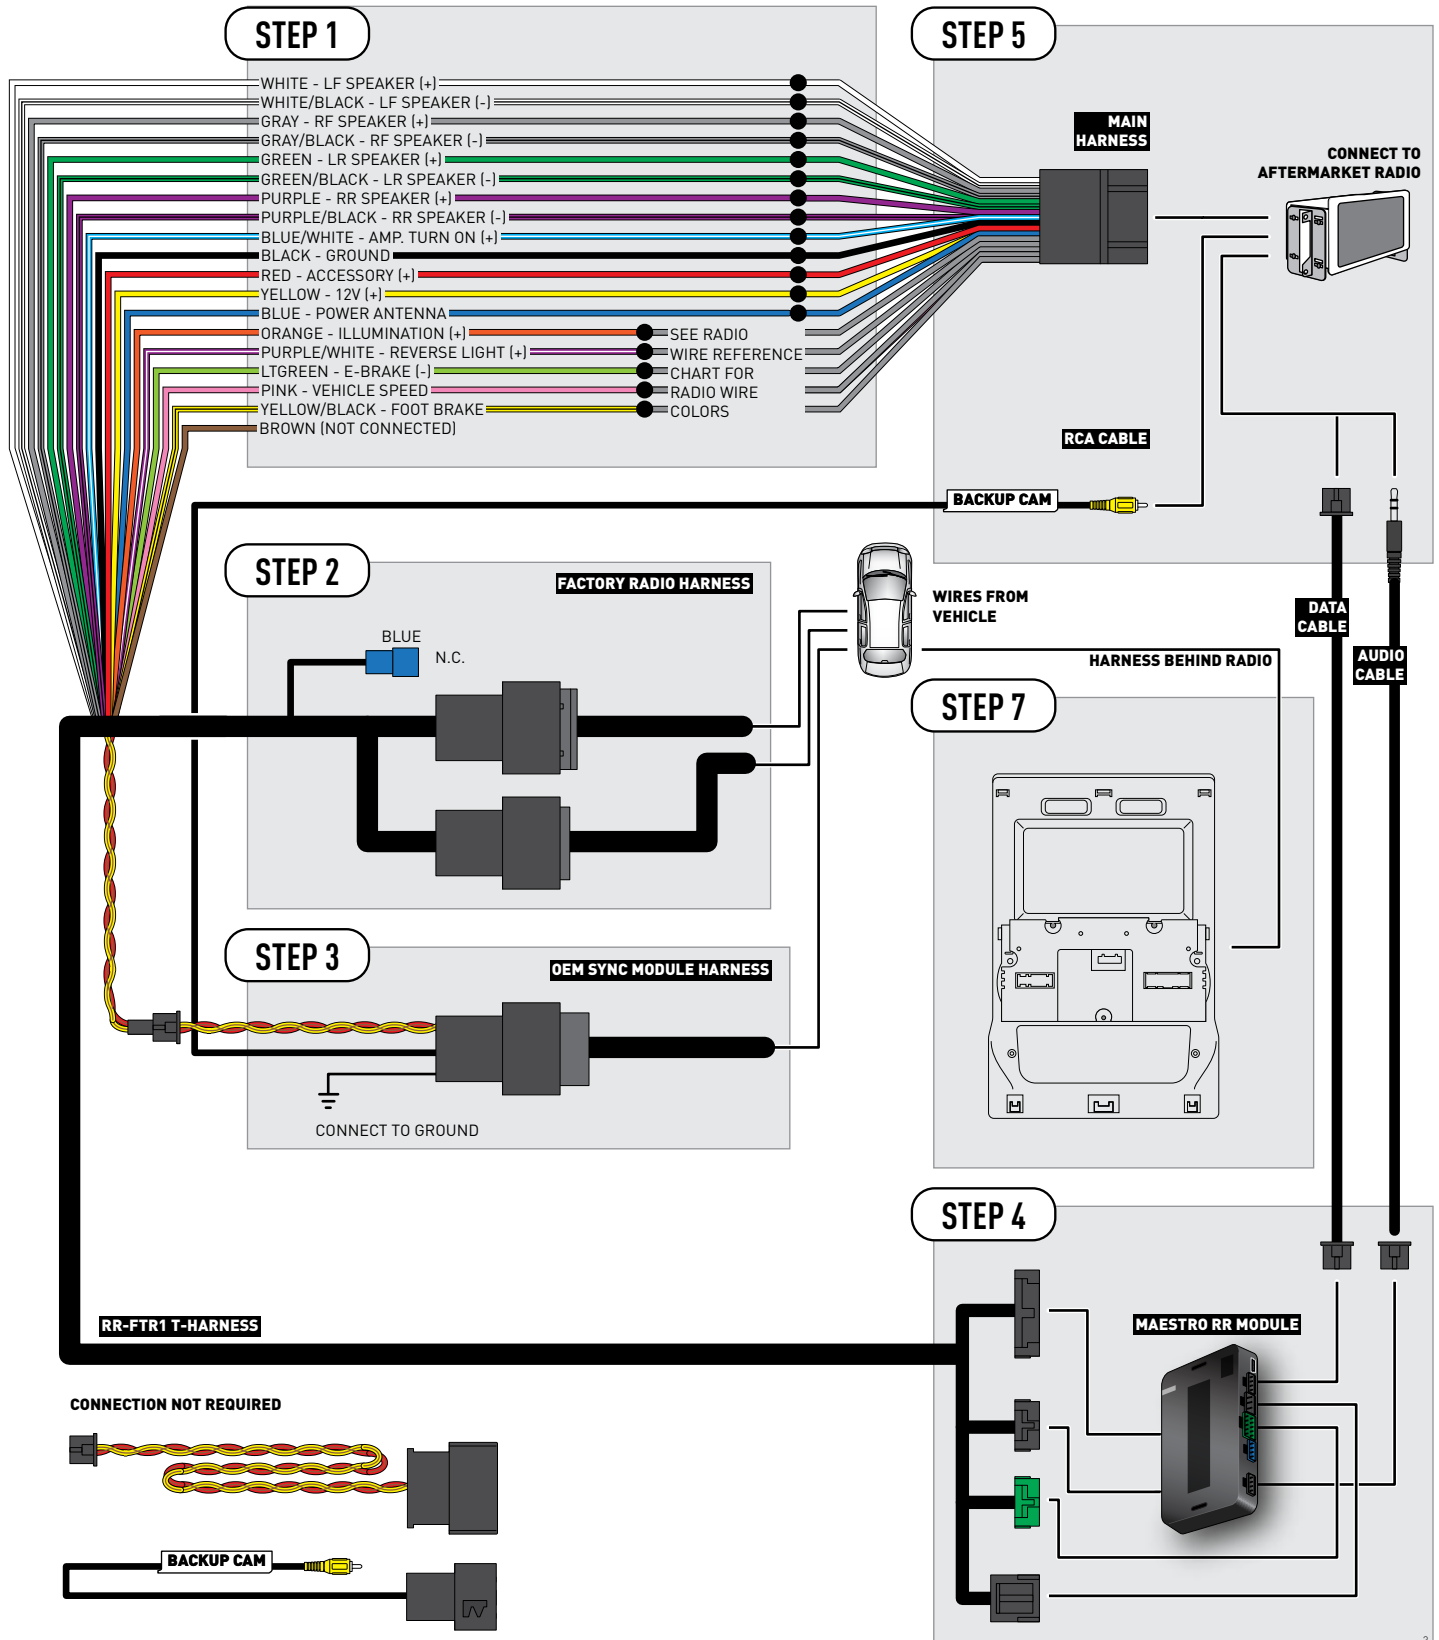 STEP 1
WHITE - LF SPEAKER (+)
WHITE/BLACK - LF SPEAKER (-)
GRAY - RF SPEAKER (+)
GRAY/BLACK - RF SPEAKER (-)
GREEN - LR SPEAKER (+)
GREEN/BLACK - LR SPEAKER (-)
PURPLE - RR SPEAKER (+)
PURPLE/BLACK - RR SPEAKER (-)
BLUE/WHITE - AMP. TURN ON (+)
BLACK - GROUND
RED - ACCESSORY (+)
YELLOW - 12V (+)
BLUE - POWER ANTENNA
ORANGE - ILLUMINATION (+)
PURPLE/WHITE - REVERSE LIGHT (+)
LTGREEN - E-BRAKE (-)
PINK - VEHICLE SPEED
YELLOW/BLACK - FOOT BRAKE
BROWN (NOT CONNECTED)
SEE RADIO
WIRE REFERENCE
CHART FOR
RADIO WIRE
COLORS
STEP 5
MAIN
HARNESS
CONNECT TO
AFTERMARKET RADIO
RCA CABLE
BACKUP CAM
STEP 2
FACTORY RADIO HARNESS
BLUE
N.C.
WIRES FROM
VEHICLE
HARNESS BEHIND RADIO
DATA
CABLE
AUDIO
CABLE
STEP 7
STEP 3
OEM SYNC MODULE HARNESS
CONNECT TO GROUND
STEP 4
MAESTRO RR MODULE
RR-FTR1 T-HARNESS
CONNECTION NOT REQUIRED
BACKUP CAM